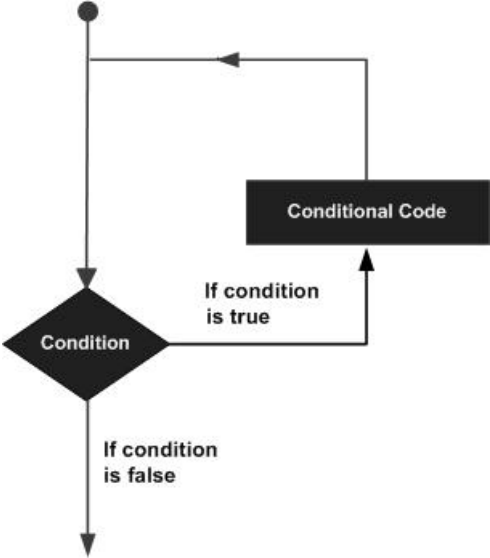 Conditional Code
If condition
is true
Condition
If condition
is false